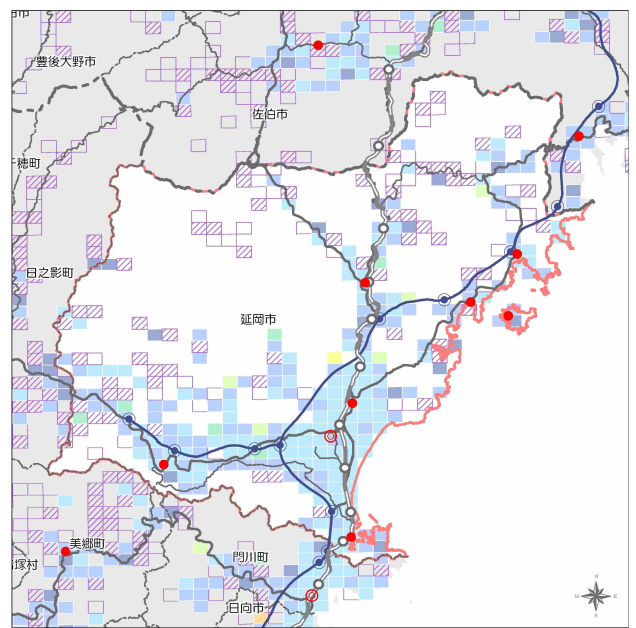 豊後大野市
佐伯市
日之影町
延岡市
美郷町
門川町
日向市